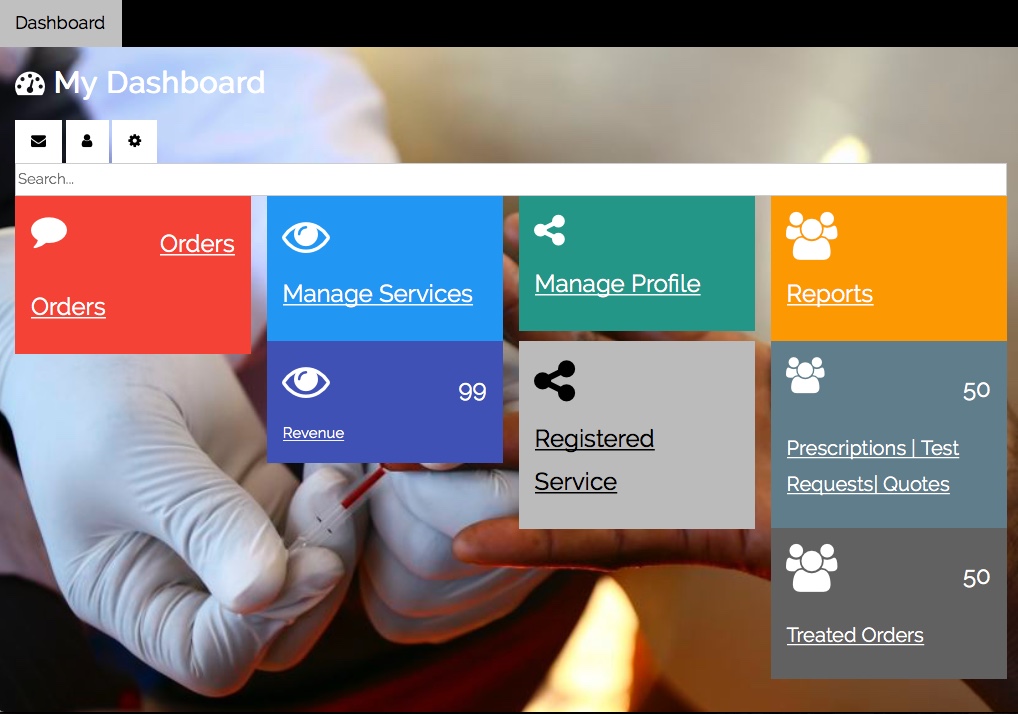 Dashboard
My Dashboard
Search...
Orders
Orders
Manage Services
Manage Profile
Reports
99
Revenue
Registered
Service
50
Prescriptions | Test
Requests| Quotes
50
Treated Orders